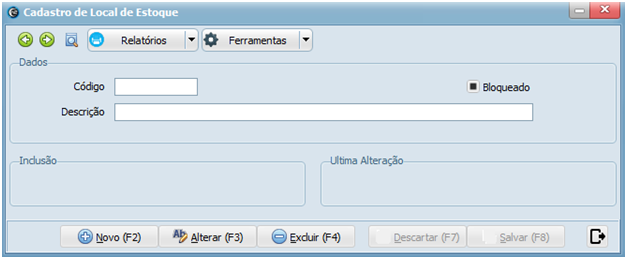 Cadastro de Local de Estoque
Relatórios Ferramentas
Dados
Código Bloqueado
Descrição
Inclusão Ultima Alteração
Novo (F2) Alterar (F3) Excluir (F4) Descartar (F7) Salvar (F8)